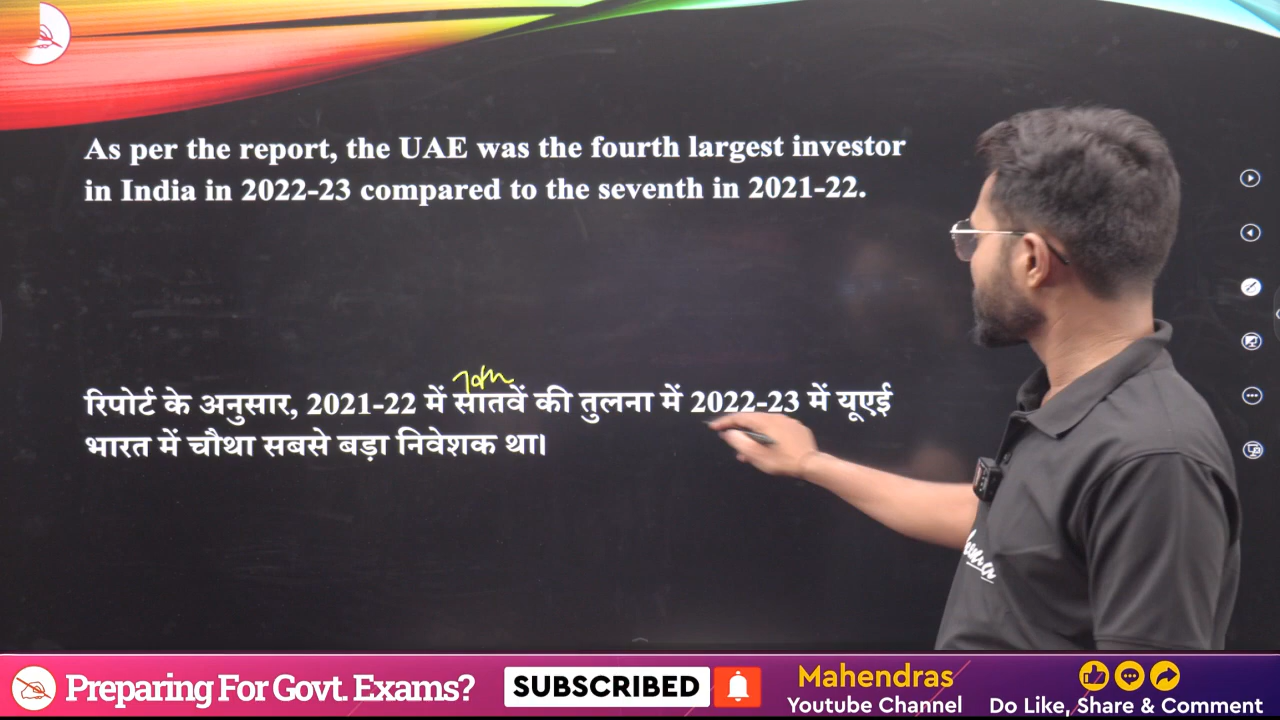 As per the report, the UAE was the fourth largest investor
in India in 2022-23 compared to the seventh in 2021-22.
रिपोर्ट के अनुसार, 2021-22 में सातवें की तुलना में 2022-23 में यूएई
भारत में चौथा सबसे बड़ा निवेशक था।
Preparing For Govt. Exams?
SUBSCRIBED
Mahendras
YouTube Channel
Do Like, Share & Comment